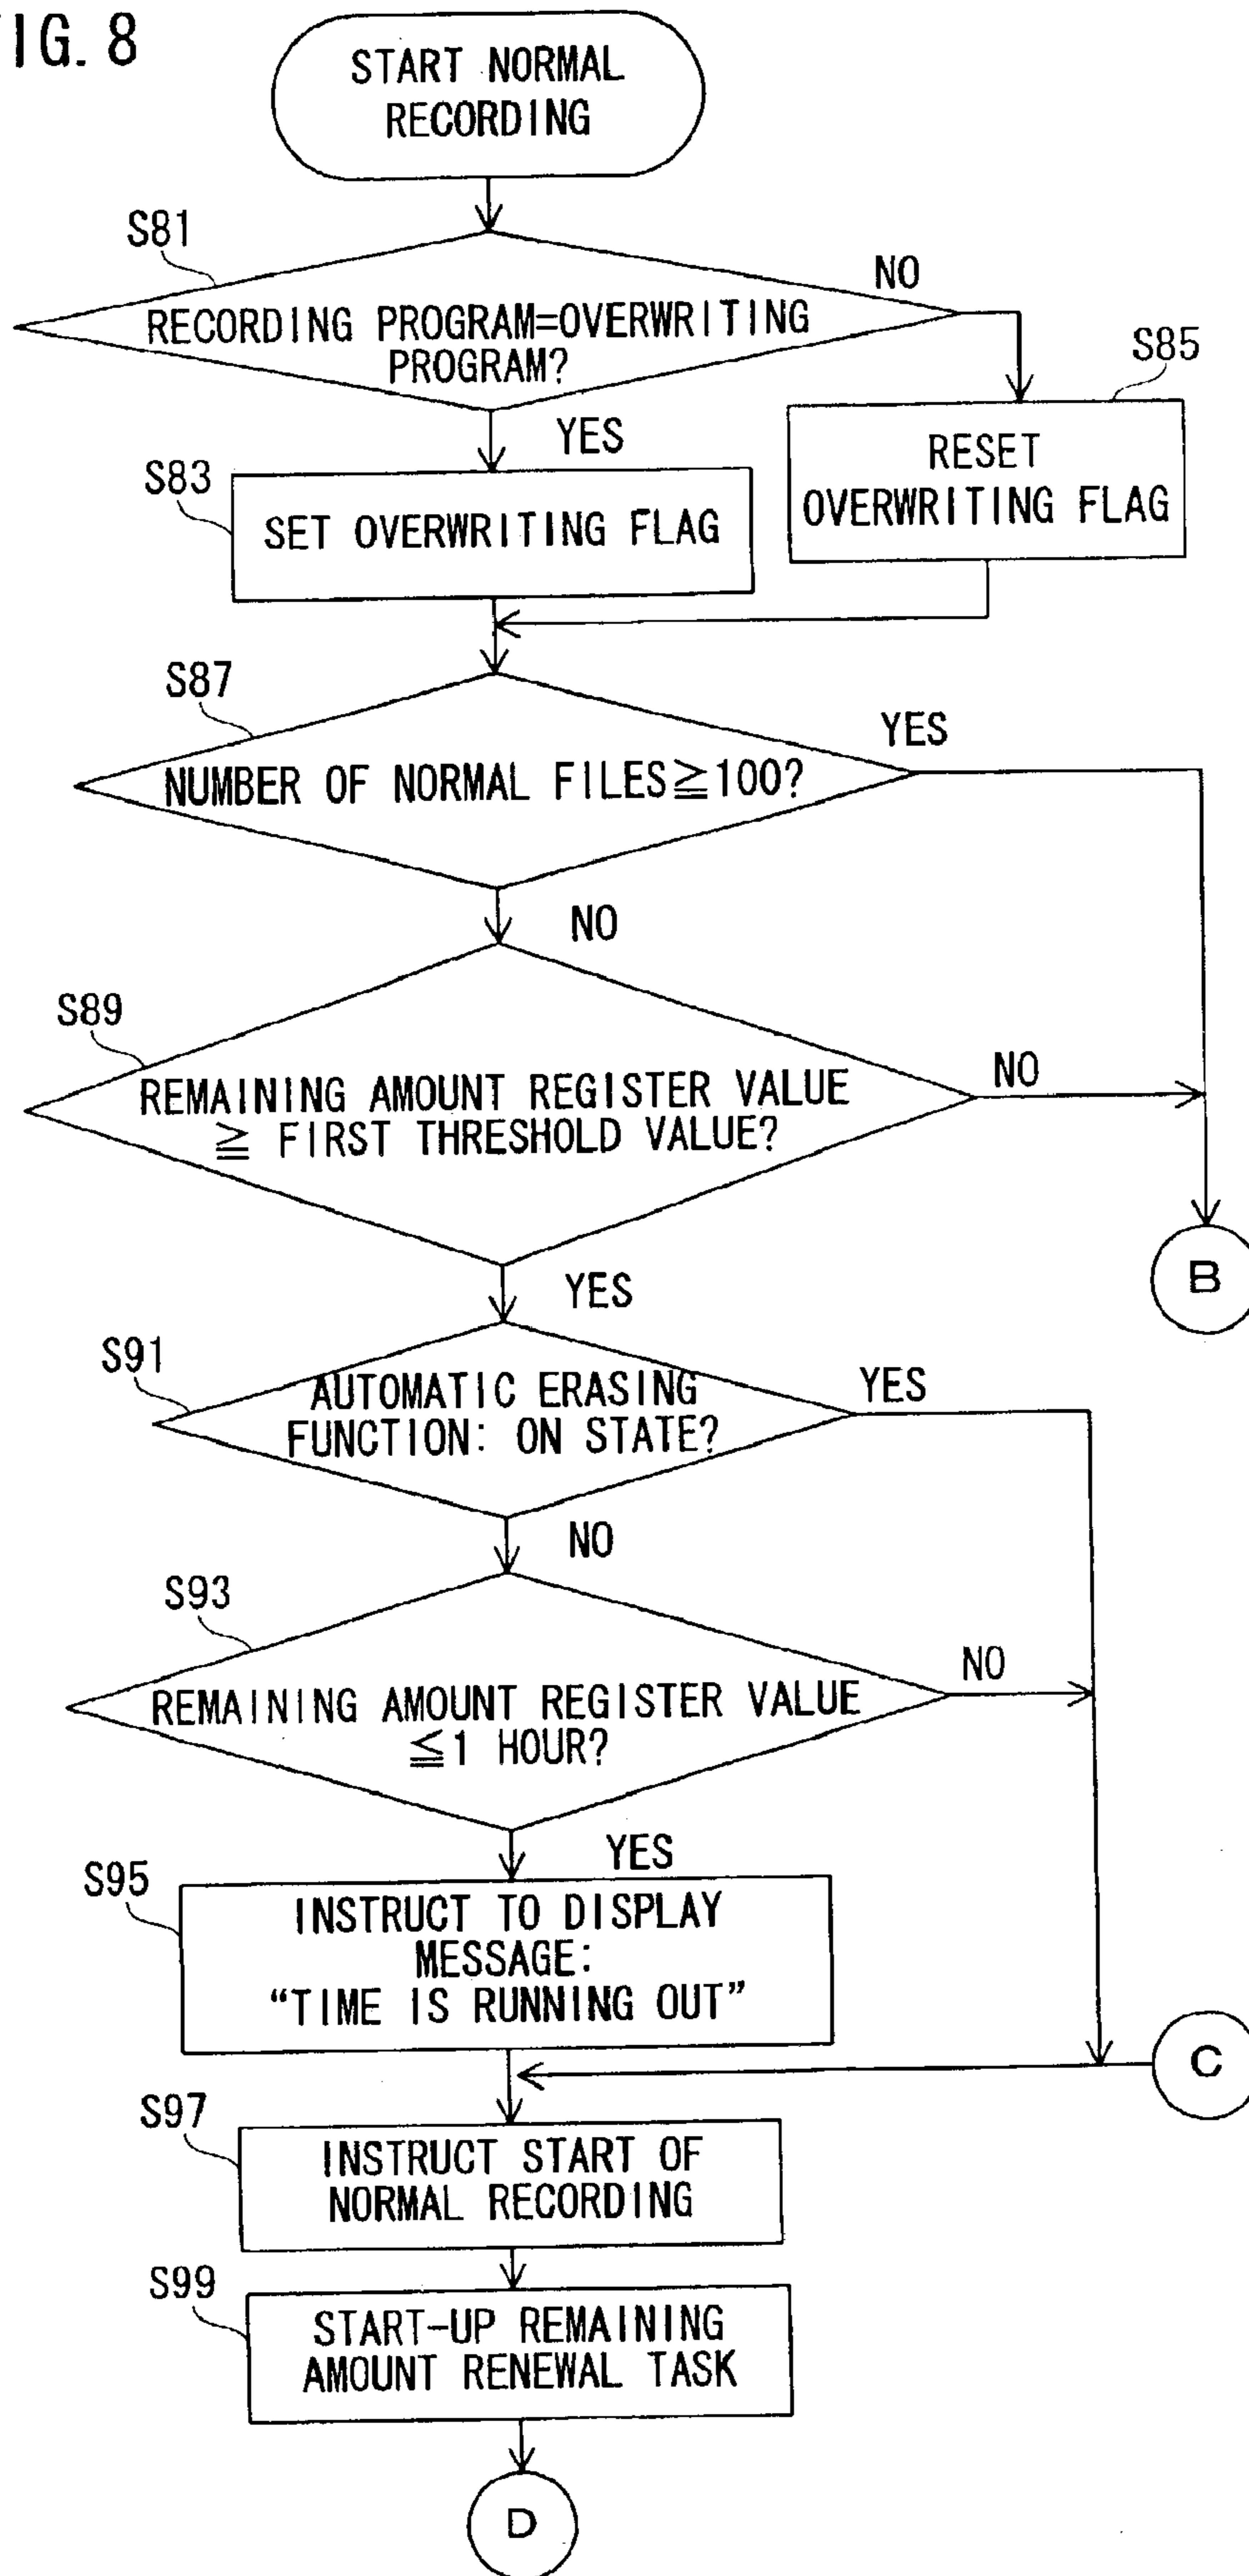 IG. 8
START NORMAL
RECORDING
S81
NO
RECORDING PROGRAM=OVERWRITING
PROGRAM?
S85
YES
RESET
OVERWRITING FLAG
S83
SET OVERWRITING FLAG
S87
YES
NUMBER OF NORMAL FILES≧100?
NO
S89
NO
REMAINING AMOUNT REGISTER VALUE
≧ FIRST THRESHOLD VALUE?
B
YES
S91
YES
AUTOMATIC ERASING
FUNCTION: ON STATE?
NO
S93
NO
REMAINING AMOUNT REGISTER VALUE
≦1 HOUR?
YES
S95
INSTRUCT TO DISPLAY
MESSAGE:
“TIME IS RUNNING OUT”
C
S97
INSTRUCT START OF
NORMAL RECORDING
S99
START-UP REMAINING
AMOUNT RENEWAL TASK
D